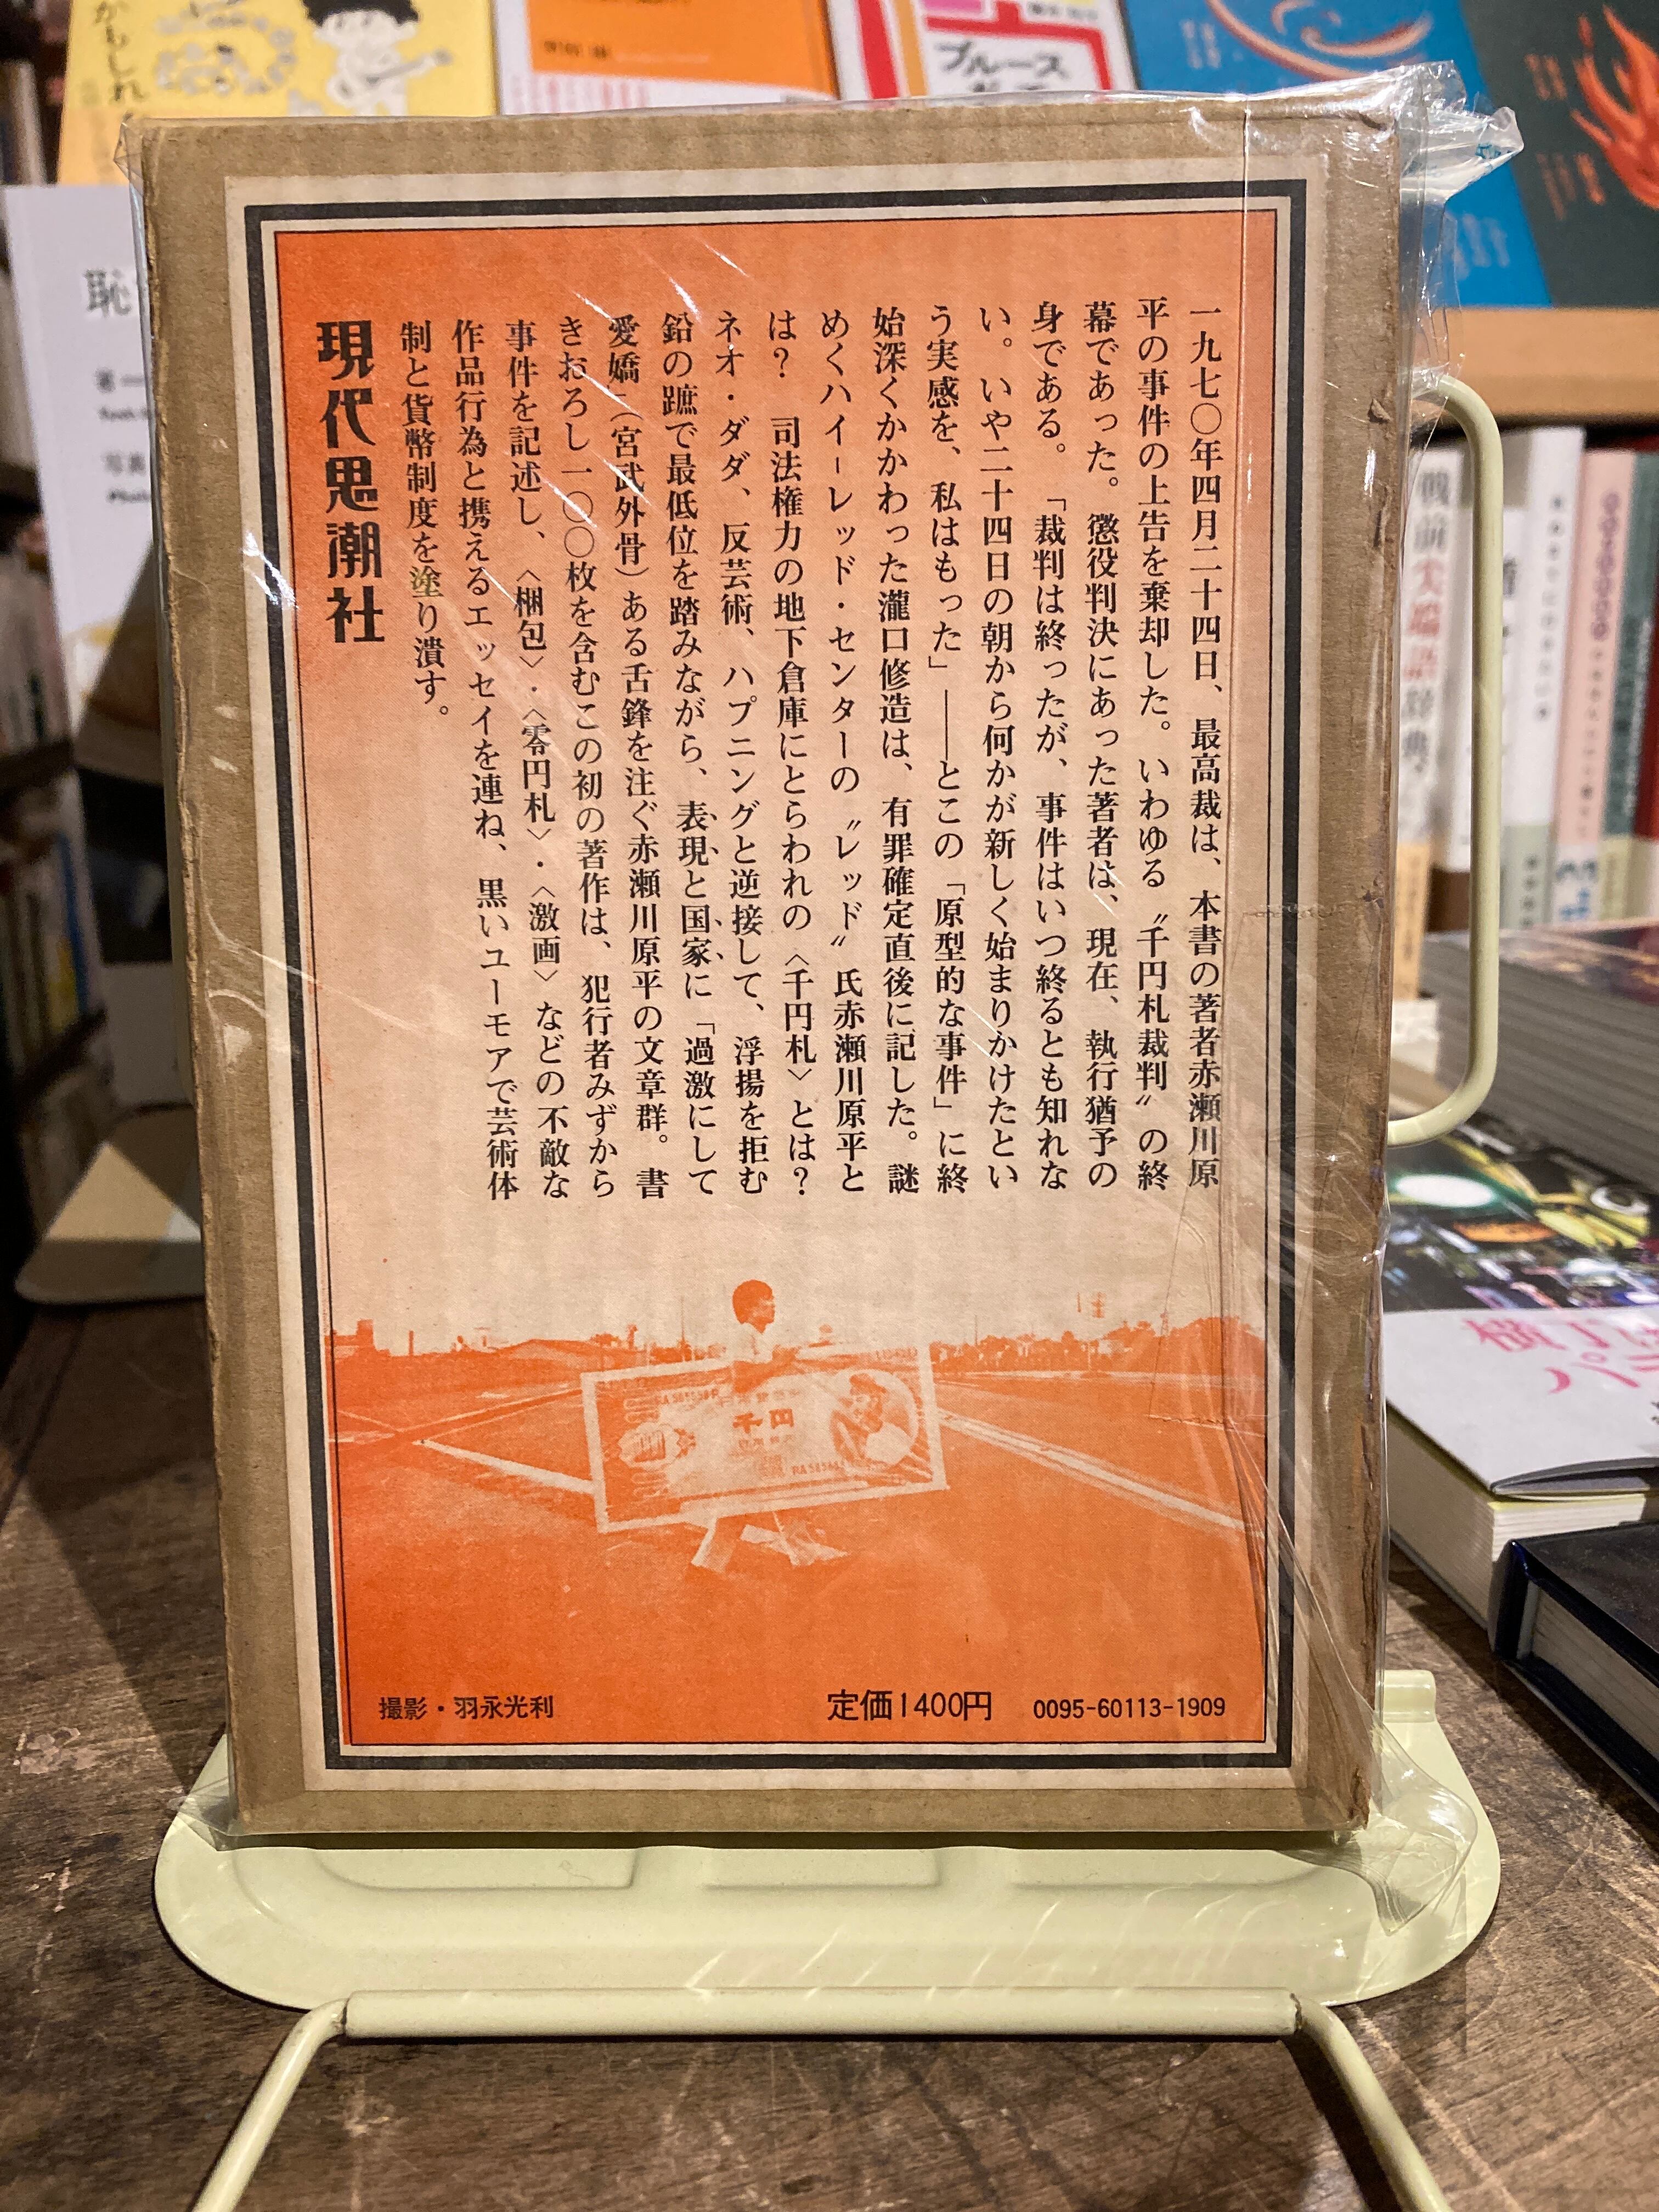 一九七〇年四月二十四日、最高裁は、本書の著者赤瀬川原
平の事件の上告を棄却した。いわゆる〝千円札裁判〟の終
幕であった。懲役判決にあった著者は、現在、執行猶予の
身である。「裁判は終ったが、事件はいつ終るとも知れな
い。いや二十四日の朝から何かが新しく始まりかけたとい
う実感を、私はもった」――とこの「原型的な事件」に終
始深くかかわった瀧口修造は、有罪確定直後に記した。謎
めくハイ－レッド・センターの〝レッド〟氏赤瀬川原平と
は？　司法権力の地下倉庫にとらわれの〈千円札〉とは？
ネオ・ダダ、反芸術、ハプニングと逆接して、浮揚を拒む
鉛の蹠で最低位を踏みながら、表現と国家に「過激にして
愛嬌」（宮武外骨）ある舌鋒を注ぐ赤瀬川原平の文章群。書
きおろし一〇〇枚を含むこの初の著作は、犯行者みずから
事件を記述し、〈梱包〉・〈零円札〉・〈激画〉などの不敵な
作品行為と携えるエッセイを連ね、黒いユーモアで芸術体
制と貨幣制度を塗り潰す。
現代思潮社
千円
撮影・羽永光利
定価1400円
0095-60113-1909
かもしれ
ブルース
恥
写真
戦前尖端語辞典